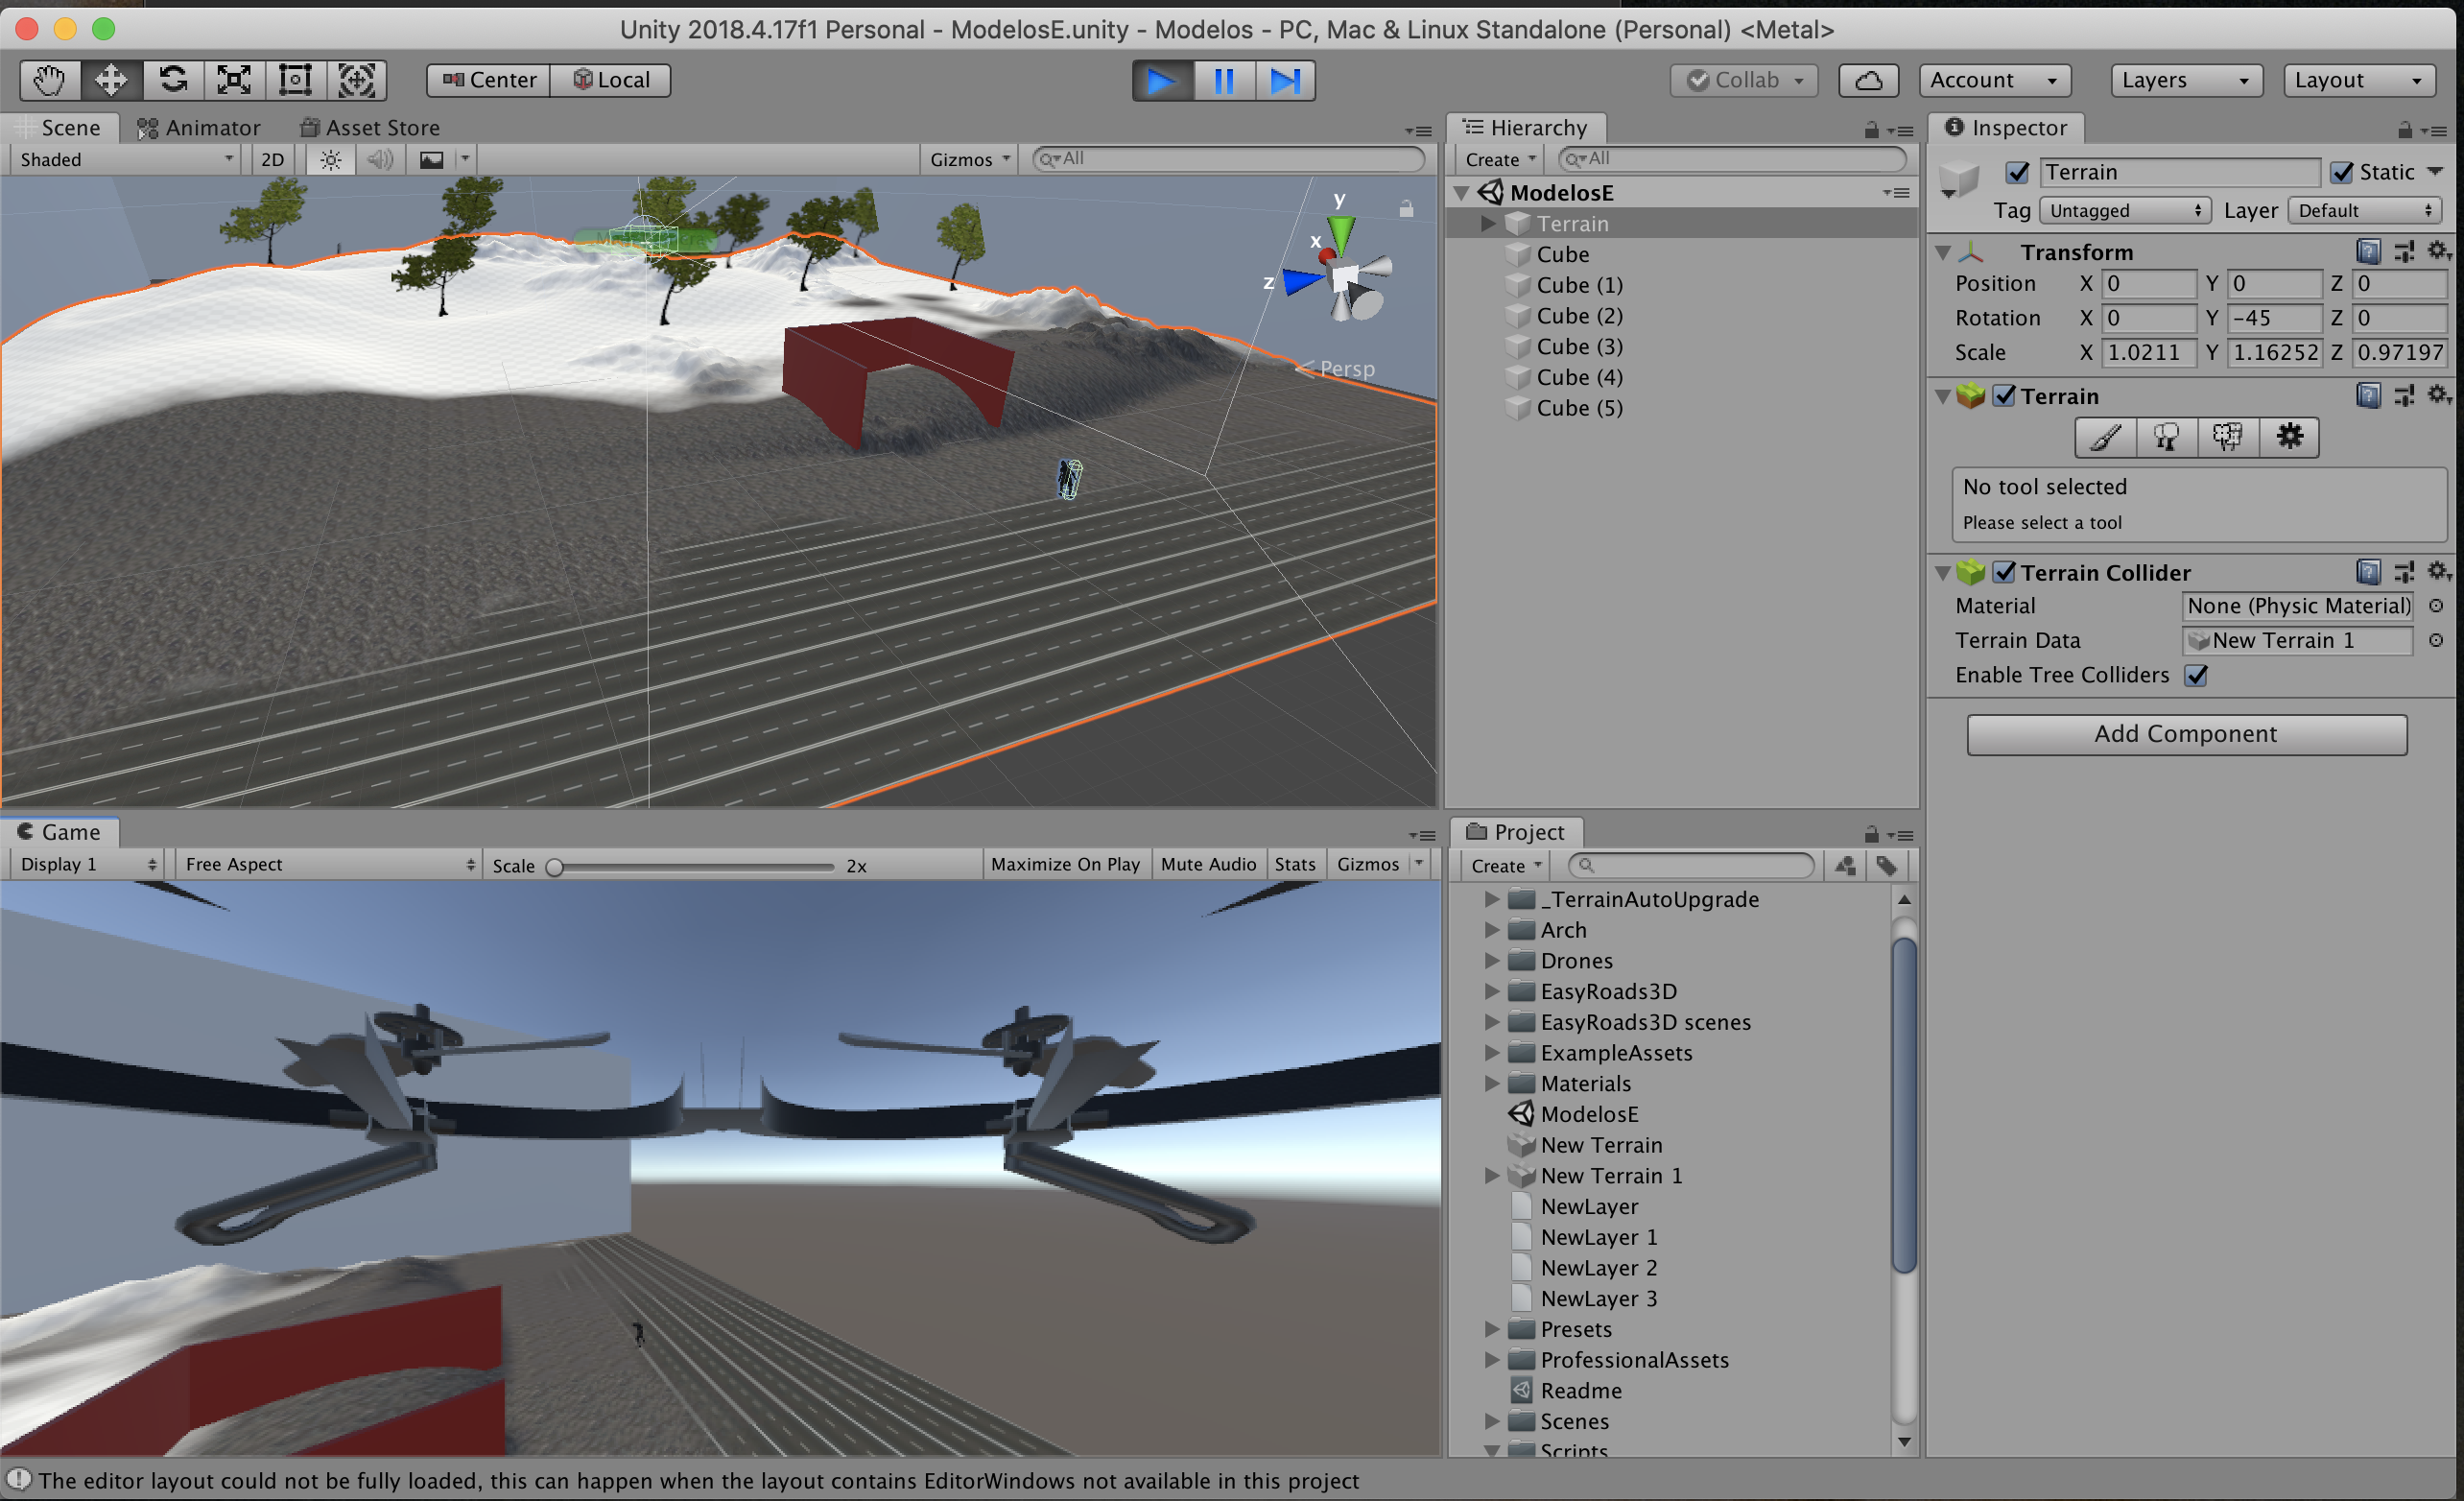 Unity 2018.4.17f1 Personal - ModelosE.unity - Modelos - PC, Mac & Linux Standalone (Personal) <Metal>
Center Local Collab Account Layers Layout
Scene Animator Asset Store
Shaded 2D Gizmos All
y
x
z
Persp
Hierarchy
Create All
ModelosE
Terrain
Cube
Cube (1)
Cube (2)
Cube (3)
Cube (4)
Cube (5)
Inspector
Terrain Static
Tag Untagged Layer Default
Transform
Position X 0 Y 0 Z 0
Rotation X 0 Y -45 Z 0
Scale X 1.0211 Y 1.16252 Z 0.97197
Terrain
No tool selected
Please select a tool
Terrain Collider
Material None (Physic Material)
Terrain Data New Terrain 1
Enable Tree Colliders
Add Component
Game
Display 1 Free Aspect Scale 2x Maximize On Play Mute Audio Stats Gizmos
Project
Create
_TerrainAutoUpgrade
Arch
Drones
EasyRoads3D
EasyRoads3D scenes
ExampleAssets
Materials
ModelosE
New Terrain
New Terrain 1
NewLayer
NewLayer 1
NewLayer 2
NewLayer 3
Presets
ProfessionalAssets
Readme
Scenes
Scripts
The editor layout could not be fully loaded, this can happen when the layout contains EditorWindows not available in this project